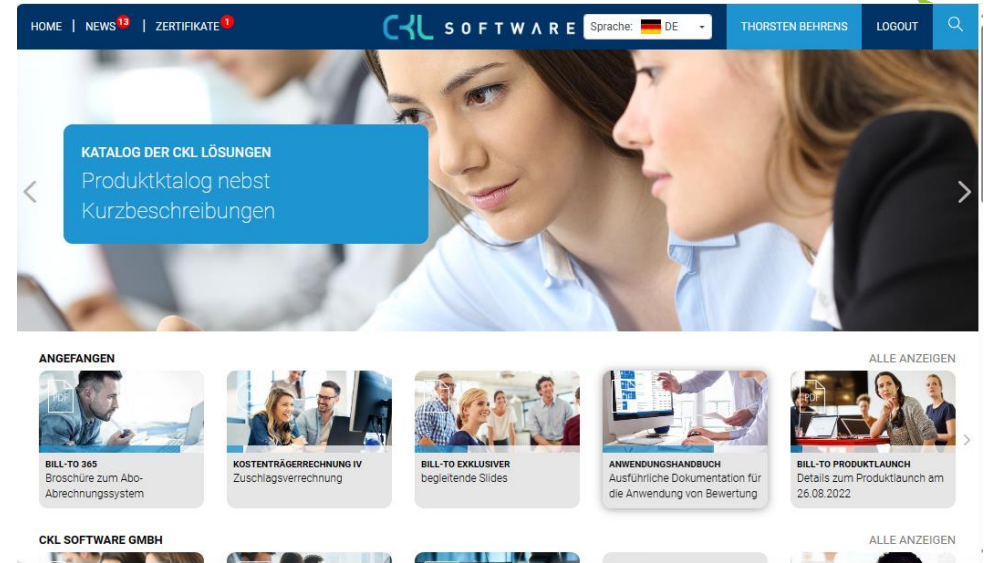 HOME | NEWS 13 | ZERTIFIKATE 1
CKL SOFTWARE
Sprache: DE
THORSTEN BEHRENS
LOGOUT
KATALOG DER CKL LÖSUNGEN
Produktktalog nebst
Kurzbeschreibungen
ANGEFANGEN
ALLE ANZEIGEN
PDF
BILL-TO 365
Broschüre zum Abo-
Abrechnungssystem
KOSTENTRÄGERRECHNUNG IV
Zuschlagsverrechnung
BILL-TO EXKLUSIVER
begleitende Slides
ANWENDUNGSHANDBUCH
Ausführliche Dokumentation für
die Anwendung von Bewertung
PDF
BILL-TO PRODUKTLAUNCH
Details zum Produktlaunch am
26.08.2022
CKL SOFTWARE GMBH
ALLE ANZEIGEN